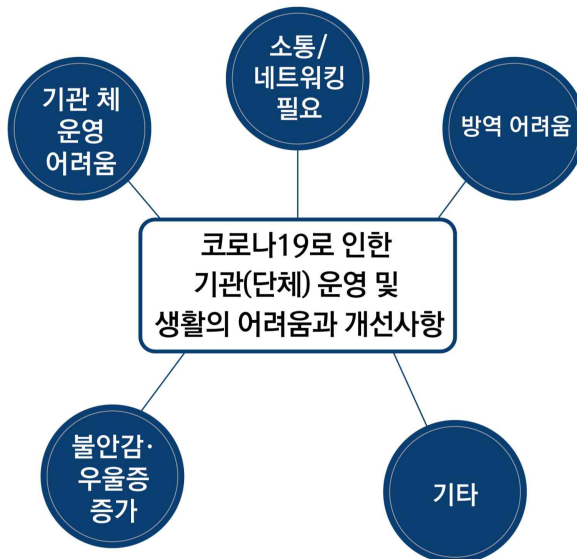 소통/
네트워킹
필요
기관 체
운영
어려움
방역 어려움
코로나19로 인한
기관(단체) 운영 및
생활의 어려움과 개선사항
불안감·
우울증
증가
기타